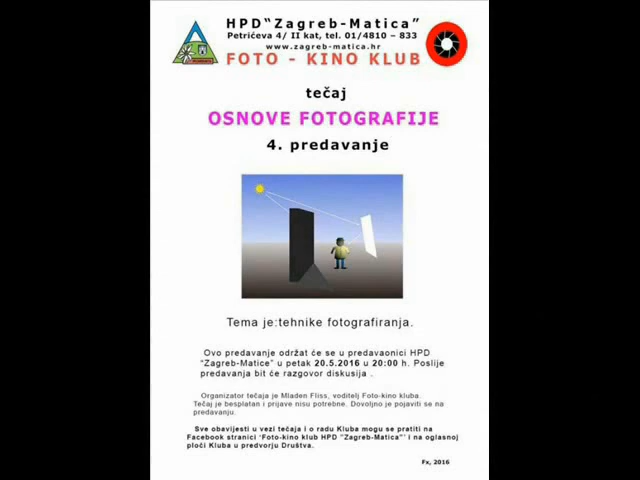 HPD"Zagreb-Matica"
Petrićeva 4/ II kat, tel. 01/4810 – 833
www.zagreb-matica.hr
FOTO - KINO KLUB
tečaj
OSNOVE FOTOGRAFIJE
4. predavanje
Tema je:tehnike fotografiranja.
Ovo predavanje održat će se u predavaonici HPD
"Zagreb-Matice" u petak 20.5.2016 u 20:00 h. Poslije
predavanja bit će razgovor diskusija .
Organizator tečaja je Mladen Fliss, voditelj Foto-kino kluba.
Tečaj je besplatan i prijave nisu potrebne. Dovoljno je pojaviti se na
predavanju.
Sve obavijesti u vezi tečaja i o radu Kluba mogu se pratiti na
Facebook stranici 'Foto-kino klub HPD "Zagreb-Matica"' i na oglasnoj
ploči Kluba u predvorju Društva.
Fx, 2016